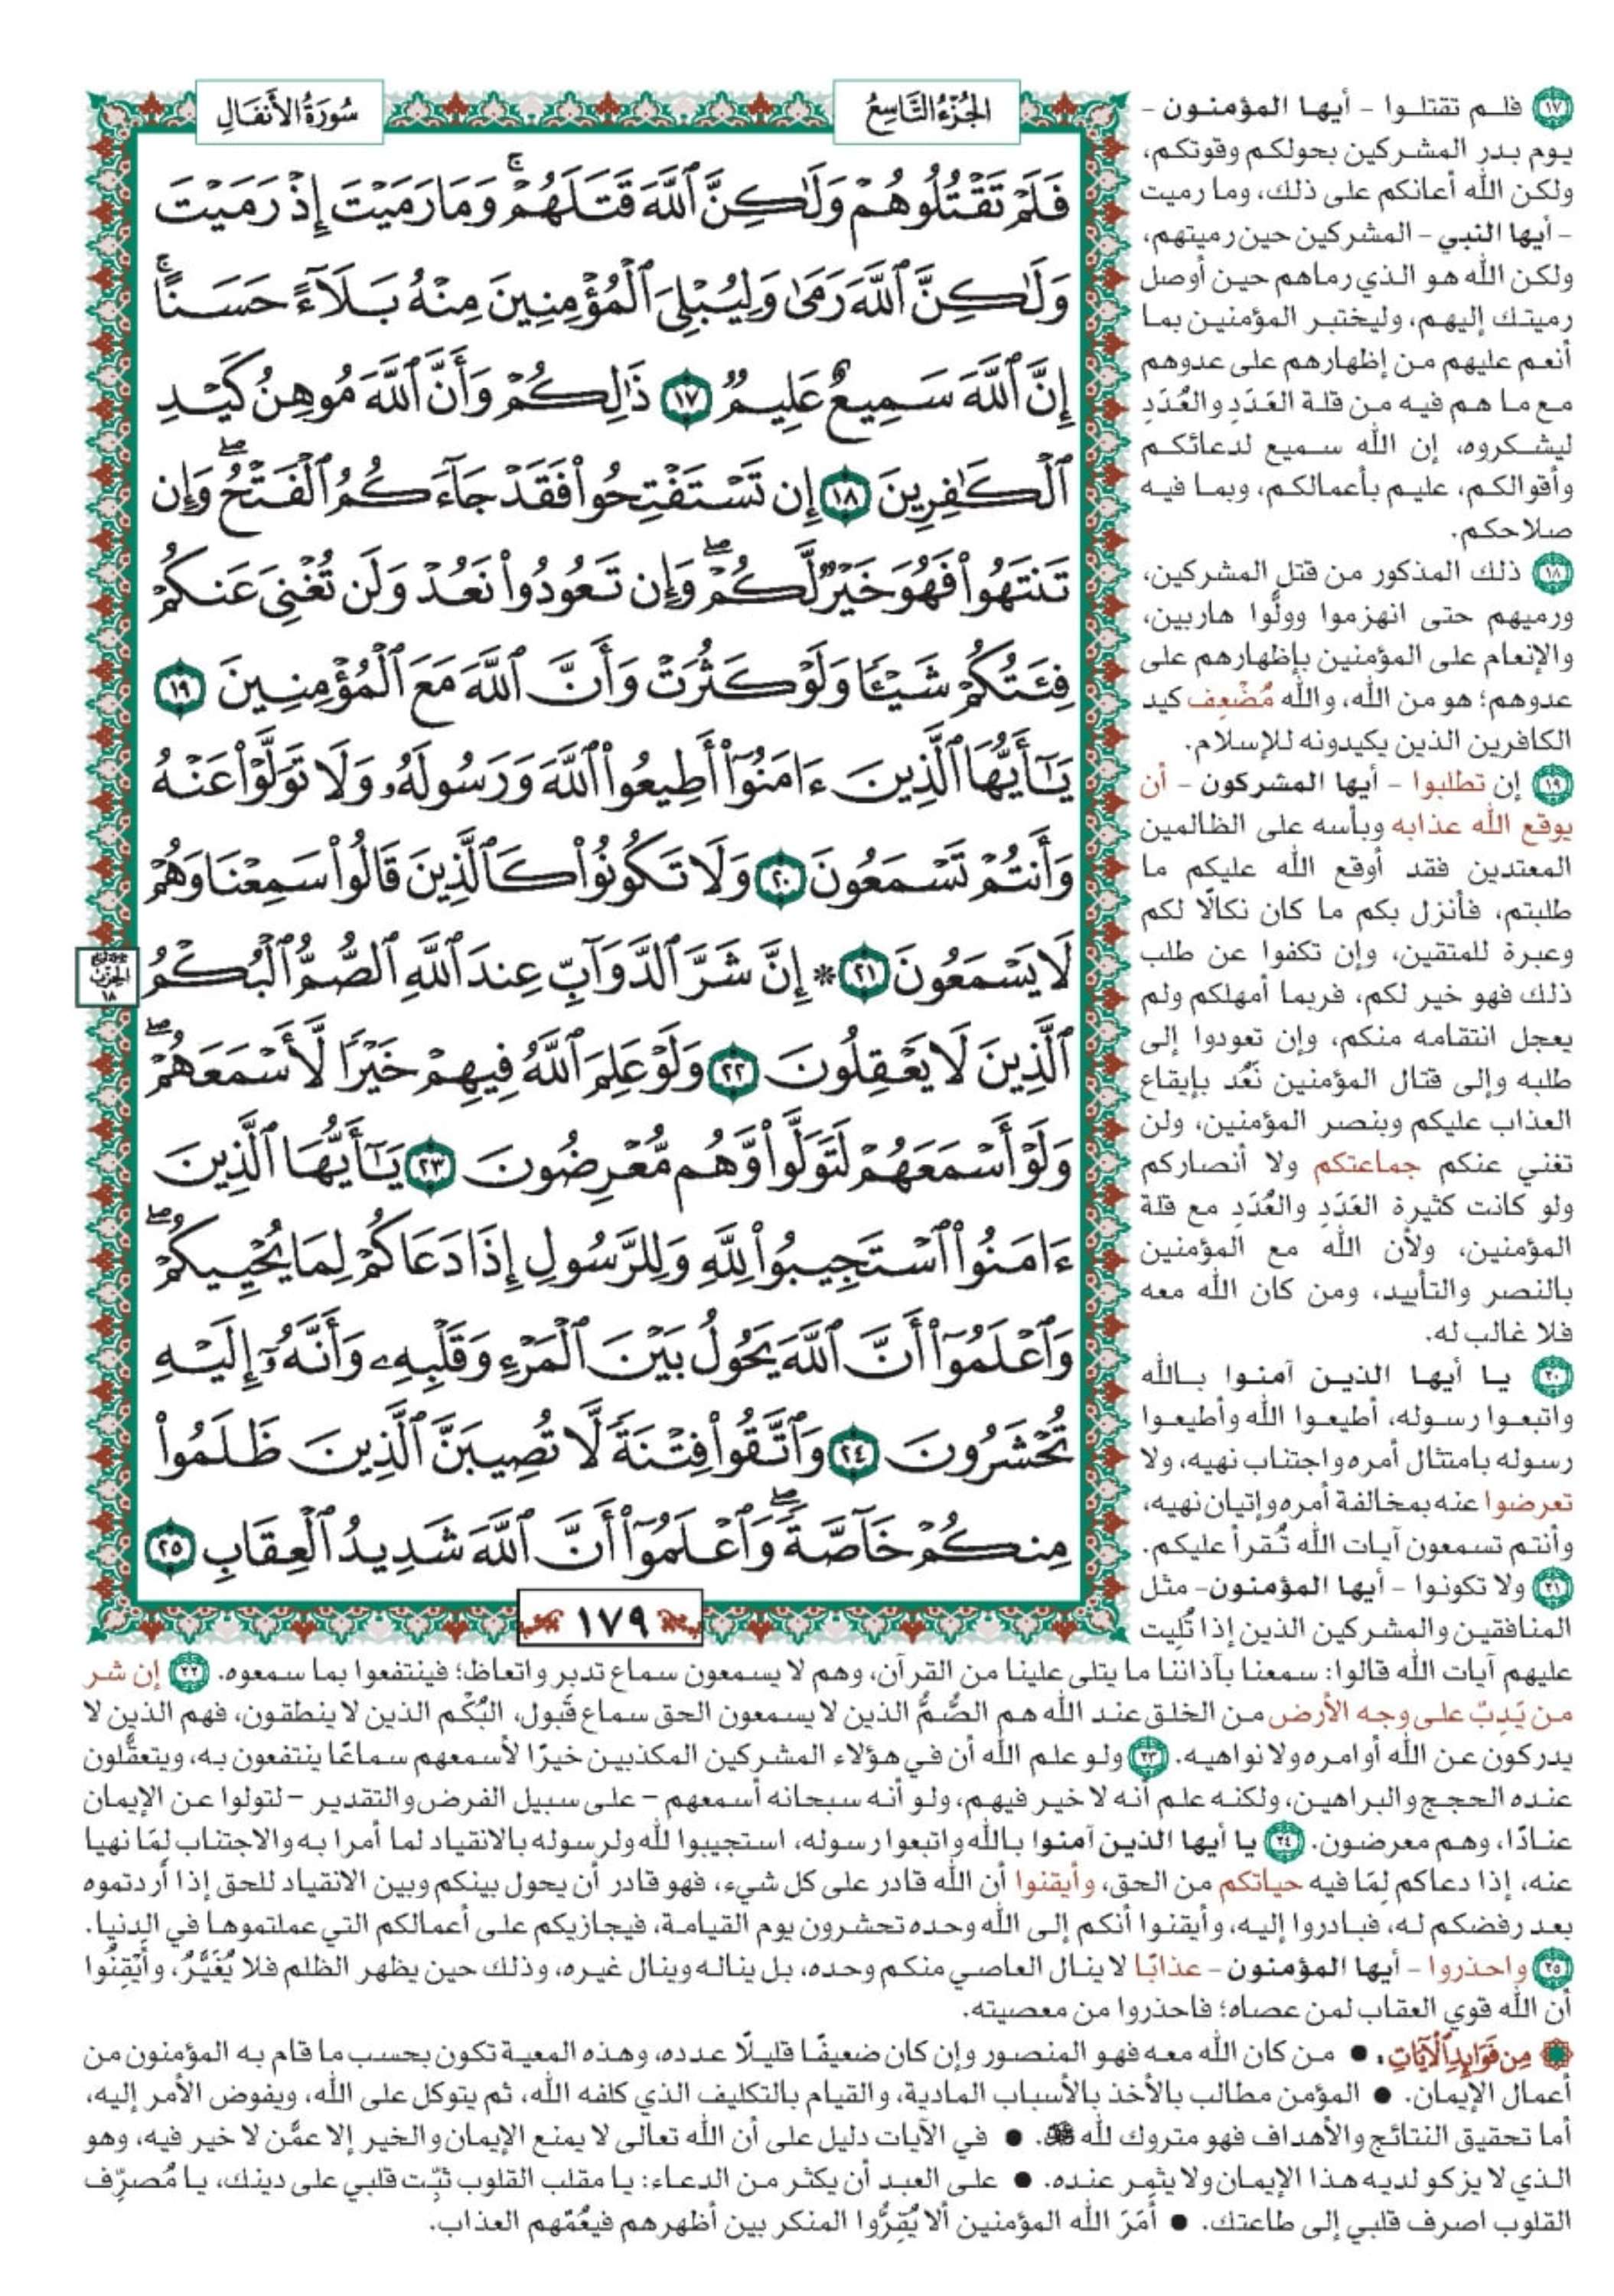 سُورَةُ الأَنفَالِ
الجُزْءُ التَّاسِعُ
فَلَمْ تَقْتُلُوهُمْ وَلَٰكِنَّ ٱللَّهَ قَتَلَهُمْۚ وَمَا رَمَيْتَ إِذْ رَمَيْتَ
وَلَٰكِنَّ ٱللَّهَ رَمَىٰ وَلِيُبْلِيَ ٱلْمُؤْمِنِينَ مِنْهُ بَلَآءً حَسَنًاۚ
إِنَّ ٱللَّهَ سَمِيعٌ عَلِيمٌ ١٧ ذَٰلِكُمْ وَأَنَّ ٱللَّهَ مُوهِنُ كَيْدِ
ٱلْكَٰفِرِينَ ١٨ إِن تَسْتَفْتِحُواْ فَقَدْ جَآءَكُمُ ٱلْفَتْحُۖ وَإِن
تَنتَهُواْ فَهُوَ خَيْرٌ لَّكُمْۖ وَإِن تَعُودُواْ نَعُدْ وَلَن تُغْنِيَ عَنكُمْ
فِئَتُكُمْ شَيْـًٔا وَلَوْ كَثُرَتْ وَأَنَّ ٱللَّهَ مَعَ ٱلْمُؤْمِنِينَ ١٩
يَٰٓأَيُّهَا ٱلَّذِينَ ءَامَنُوٓاْ أَطِيعُواْ ٱللَّهَ وَرَسُولَهُۥ وَلَا تَوَلَّوْاْ عَنْهُ
وَأَنتُمْ تَسْمَعُونَ ٢٠ وَلَا تَكُونُواْ كَٱلَّذِينَ قَالُواْ سَمِعْنَا وَهُمْ
لَا يَسْمَعُونَ ٢١ * إِنَّ شَرَّ ٱلدَّوَآبِّ عِندَ ٱللَّهِ ٱلصُّمُّ ٱلْبُكْمُ
ٱلَّذِينَ لَا يَعْقِلُونَ ٢٢ وَلَوْ عَلِمَ ٱللَّهُ فِيهِمْ خَيْرًا لَّأَسْمَعَهُمْۖ
وَلَوْ أَسْمَعَهُمْ لَتَوَلَّواْ وَّهُم مُّعْرِضُونَ ٢٣ يَٰٓأَيُّهَا ٱلَّذِينَ
ءَامَنُواْ ٱسْتَجِيبُواْ لِلَّهِ وَلِلرَّسُولِ إِذَا دَعَاكُمْ لِمَا يُحْيِيكُمْۖ
وَٱعْلَمُوٓاْ أَنَّ ٱللَّهَ يَحُولُ بَيْنَ ٱلْمَرْءِ وَقَلْبِهِۦ وَأَنَّهُۥٓ إِلَيْهِ
تُحْشَرُونَ ٢٤ وَٱتَّقُواْ فِتْنَةً لَّا تُصِيبَنَّ ٱلَّذِينَ ظَلَمُواْ
مِنكُمْ خَآصَّةًۖ وَٱعْلَمُوٓاْ أَنَّ ٱللَّهَ شَدِيدُ ٱلْعِقَابِ ٢٥
١٧٩
الحزب
١٨
١٧ فلم تقتلوا - أيها المؤمنون -
يوم بدر المشركين بحولكم وقوتكم،
ولكن الله أعانكم على ذلك، وما رميت
- أيها النبي - المشركين حين رميتهم،
ولكن الله هو الذي رماهم حين أوصل
رميتك إليهم، وليختبر المؤمنين بما
أنعم عليهم من إظهارهم على عدوهم
مع ما هم فيه من قلة العَدَدِ والعُدَدِ
ليشكروه، إن الله سميع لدعائكم
وأقوالكم، عليم بأعمالكم، وبما فيه
صلاحكم.
١٨ ذلك المذكور من قتل المشركين،
ورميهم حتى انهزموا وولَّوا هاربين،
والإنعام على المؤمنين بإظهارهم على
عدوهم؛ هو من الله، والله مُضْعِف كيد
الكافرين الذين يكيدونه للإسلام.
١٩ إن تطلبوا - أيها المشركون - أن
يوقع الله عذابه وبأسه على الظالمين
المعتدين فقد أوقع الله عليكم ما
طلبتم، فأنزل بكم ما كان نكالًا لكم
وعبرة للمتقين، وإن تكفوا عن طلب
ذلك فهو خير لكم، فربما أمهلكم ولم
يعجل انتقامه منكم، وإن تعودوا إلى
طلبه وإلى قتال المؤمنين نَعُد بإيقاع
العذاب عليكم وبنصر المؤمنين، ولن
تغني عنكم جماعتكم ولا أنصاركم
ولو كانت كثيرة العَدَدِ والعُدَدِ مع قلة
المؤمنين، ولأن الله مع المؤمنين
بالنصر والتأييد، ومن كان الله معه
فلا غالب له.
٢٠ يا أيها الذين آمنوا بالله
واتبعوا رسوله، أطيعوا الله وأطيعوا
رسوله بامتثال أمره واجتناب نهيه، ولا
تعرضوا عنه بمخالفة أمره وإتيان نهيه،
وأنتم تسمعون آيات الله تُقرأ عليكم.
٢١ ولا تكونوا - أيها المؤمنون- مثل
المنافقين والمشركين الذين إذا تُلِيت
عليهم آيات الله قالوا: سمعنا بآذاننا ما يتلى علينا من القرآن، وهم لا يسمعون سماع تدبر واتعاظ؛ فينتفعوا بما سمعوه. ٢٢ إن شر
من يَدِبّ على وجه الأرض من الخلق عند الله هم الصُّمُّ الذين لا يسمعون الحق سماع قَبول، البُكْم الذين لا ينطقون، فهم الذين لا
يدركون عن الله أوامره ولا نواهيه. ٢٣ ولو علم الله أن في هؤلاء المشركين المكذبين خيرًا لأسمعهم سماعًا ينتفعون به، ويتعقَّلون
عنده الحجج والبراهين، ولكنه علم أنه لا خير فيهم، ولو أنه سبحانه أسمعهم - على سبيل الفرض والتقدير - لتولوا عن الإيمان
عنادًا، وهم معرضون. ٢٤ يا أيها الذين آمنوا بالله واتبعوا رسوله، استجيبوا لله ولرسوله بالانقياد لما أمرا به والاجتناب لمَا نهيا
عنه، إذا دعاكم لِمَا فيه حياتكم من الحق، وأيقنوا أن الله قادر على كل شيء، فهو قادر أن يحول بينكم وبين الانقياد للحق إذا أردتموه
بعد رفضكم له، فبادروا إليه، وأيقنوا أنكم إلى الله وحده تحشرون يوم القيامة، فيجازيكم على أعمالكم التي عملتموها في الدنيا.
٢٥ واحذروا - أيها المؤمنون - عذابًا لا ينال العاصي منكم وحده، بل يناله وينال غيره، وذلك حين يظهر الظلم فلا يُغَيَّرُ، وأَيْقِنُوا
أن الله قوي العقاب لمن عصاه؛ فاحذروا من معصيته.
مِن فَوَائِدِ الْآيَاتِ: • من كان الله معه فهو المنصور وإن كان ضعيفًا قليلًا عدده، وهذه المعية تكون بحسب ما قام به المؤمنون من
أعمال الإيمان. • المؤمن مطالب بالأخذ بالأسباب المادية، والقيام بالتكليف الذي كلفه الله، ثم يتوكل على الله، ويفوض الأمر إليه،
أما تحقيق النتائج والأهداف فهو متروك لله. • في الآيات دليل على أن الله تعالى لا يمنع الإيمان والخير إلا عمَّن لا خير فيه، وهو
الذي لا يزكو لديه هذا الإيمان ولا يثمر عنده. • على العبد أن يكثر من الدعاء: يا مقلب القلوب ثبِّت قلبي على دينك، يا مُصرِّف
القلوب اصرف قلبي إلى طاعتك. • أَمَرَ الله المؤمنين ألا يُقِرُّوا المنكر بين أظهرهم فيعُمّهم العذاب.